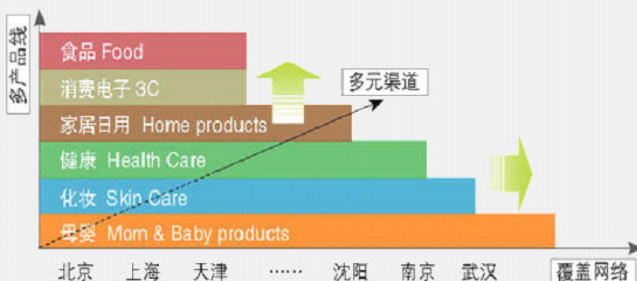 多产品线
食品 Food
消费电子 3C
多元渠道
家居日用 Home products
健康 Health Care
化妆 Skin Care
母婴 Mom & Baby products
北京 上海 天津 …… 沈阳 南京 武汉 覆盖网络